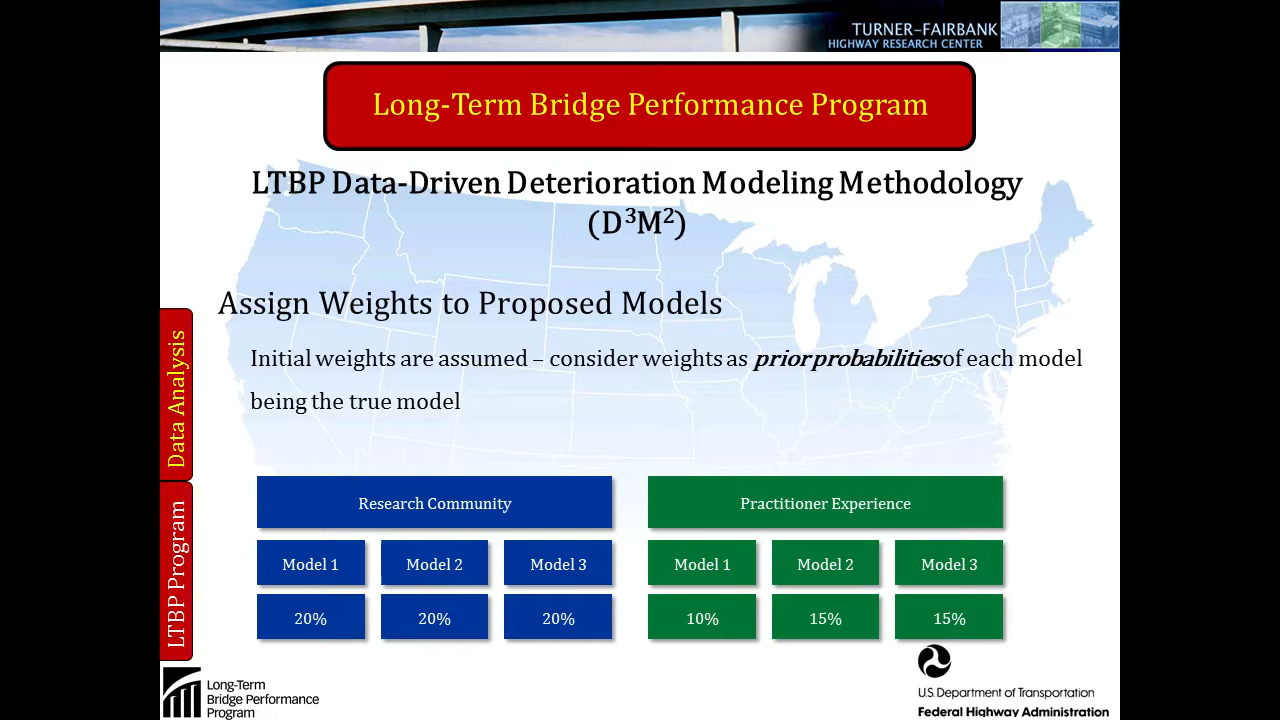 TURNER-FAIRBANK
HIGHWAY RESEARCH CENTER
Long-Term Bridge Performance Program
LTBP Data-Driven Deterioration Modeling Methodology
(D³M²)
Assign Weights to Proposed Models
Initial weights are assumed – consider weights as prior probabilities of each model
being the true model
Data Analysis
LTBP Program
Research Community
Model 1 Model 2 Model 3
20% 20% 20%
Practitioner Experience
Model 1 Model 2 Model 3
10% 15% 15%
Long-Term
Bridge Performance
Program
U.S. Department of Transportation
Federal Highway Administration